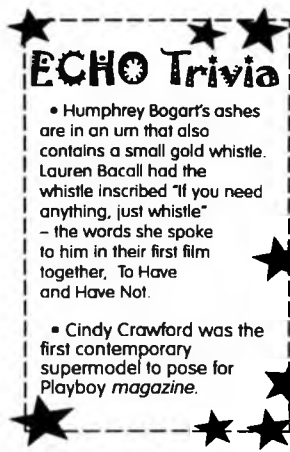 ECHO Trivia
• Humphrey Bogart's ashes
are in an urn that also
contains a small gold whistle.
Lauren Bacall had the
whistle inscribed "If you need
anything, just whistle"
– the words she spoke
to him in their first film
together, To Have
and Have Not.
• Cindy Crawford was the
first contemporary
supermodel to pose for
Playboy magazine.